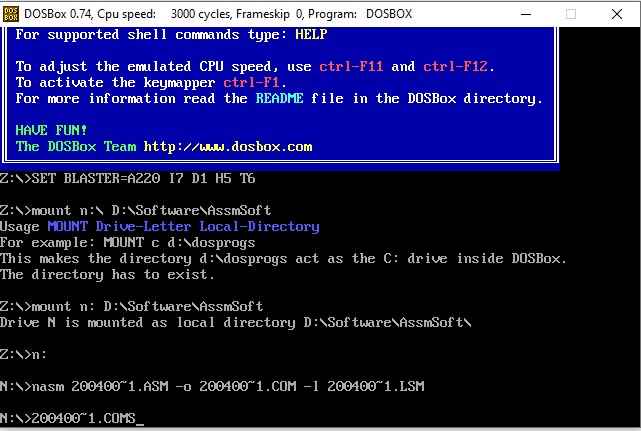 DOSBox 0.74, Cpu speed:    3000 cycles, Frameskip  0, Program:   DOSBOX
For supported shell commands type: HELP
To adjust the emulated CPU speed, use ctrl-F11 and ctrl-F12.
To activate the keymapper ctrl-F1.
For more information read the README file in the DOSBox directory.
HAVE FUN!
The DOSBox Team http://www.dosbox.com
Z:\>SET BLASTER=A220 I7 D1 H5 T6
Z:\>mount n:\ D:\Software\AssmSoft
Usage MOUNT Drive-Letter Local-Directory
For example: MOUNT c d:\dosprogs
This makes the directory d:\dosprogs act as the C: drive inside DOSBox.
The directory has to exist.
Z:\>mount n: D:\Software\AssmSoft
Drive N is mounted as local directory D:\Software\AssmSoft\
Z:\>n:
N:\>nasm 200400~1.ASM -o 200400~1.COM -l 200400~1.LSM
N:\>200400~1.COMS_